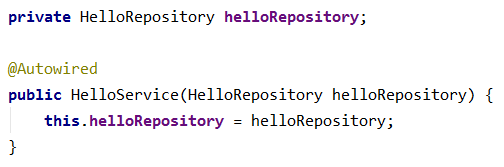 private HelloRepository helloRepository;
@Autowired
public HelloService(HelloRepository helloRepository) {
this.helloRepository = helloRepository;
}